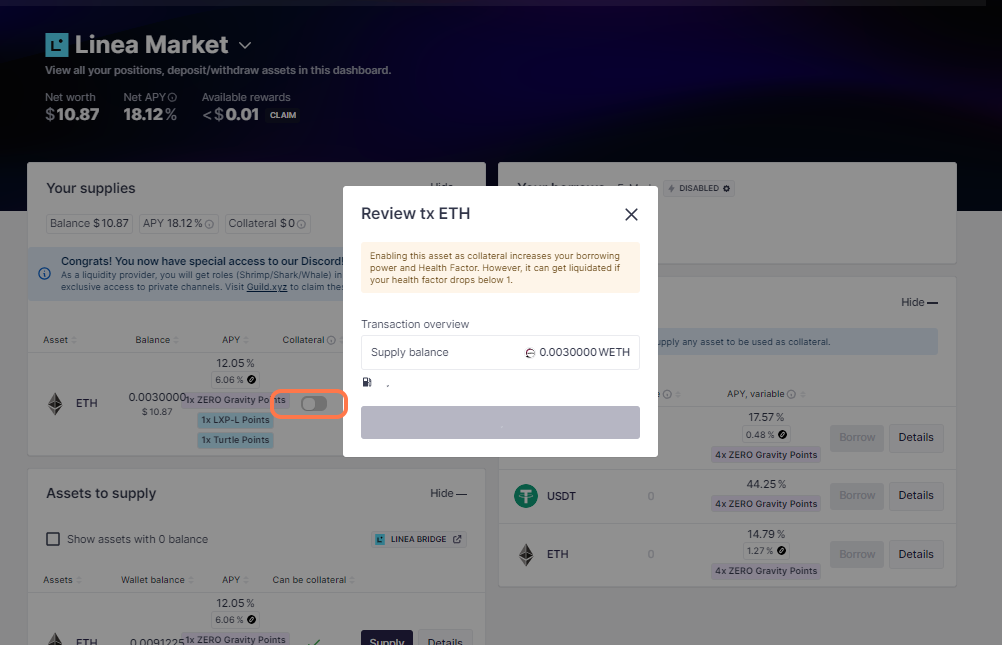 Linea Market
View all your positions, deposit/withdraw assets in this dashboard.
Net worth Net APY Available rewards
$10.87 18.12% <$0.01 CLAIM
Your supplies
Balance $10.87 APY 18.12% Collateral $0
Congrats! You now have special access to our Discord!
As a liquidity provider, you will get roles (Shrimp/Shark/Whale) in
exclusive access to private channels. Visit Guild.xyz to claim these
Asset Balance APY Collateral
12.05%
6.06%
ETH 0.0030000 1x ZERO Gravity Points
$10.87
1x LXP-L Points
1x Turtle Points
Assets to supply Hide
Show assets with 0 balance LINEA BRIDGE
Assets Wallet balance APY Can be collateral
12.05%
6.06%
ETH 0.0091225 1x ZERO Gravity Points Supply Details
Review tx ETH
Enabling this asset as collateral increases your borrowing
power and Health Factor. However, it can get liquidated if
your health factor drops below 1.
Transaction overview
Supply balance 0.0030000 WETH
DISABLED
Hide
supply any asset to be used as collateral.
APY, variable
17.57%
0.48% Borrow Details
4x ZERO Gravity Points
USDT 0 44.25% Borrow Details
4x ZERO Gravity Points
14.79%
ETH 0 1.27% Borrow Details
4x ZERO Gravity Points